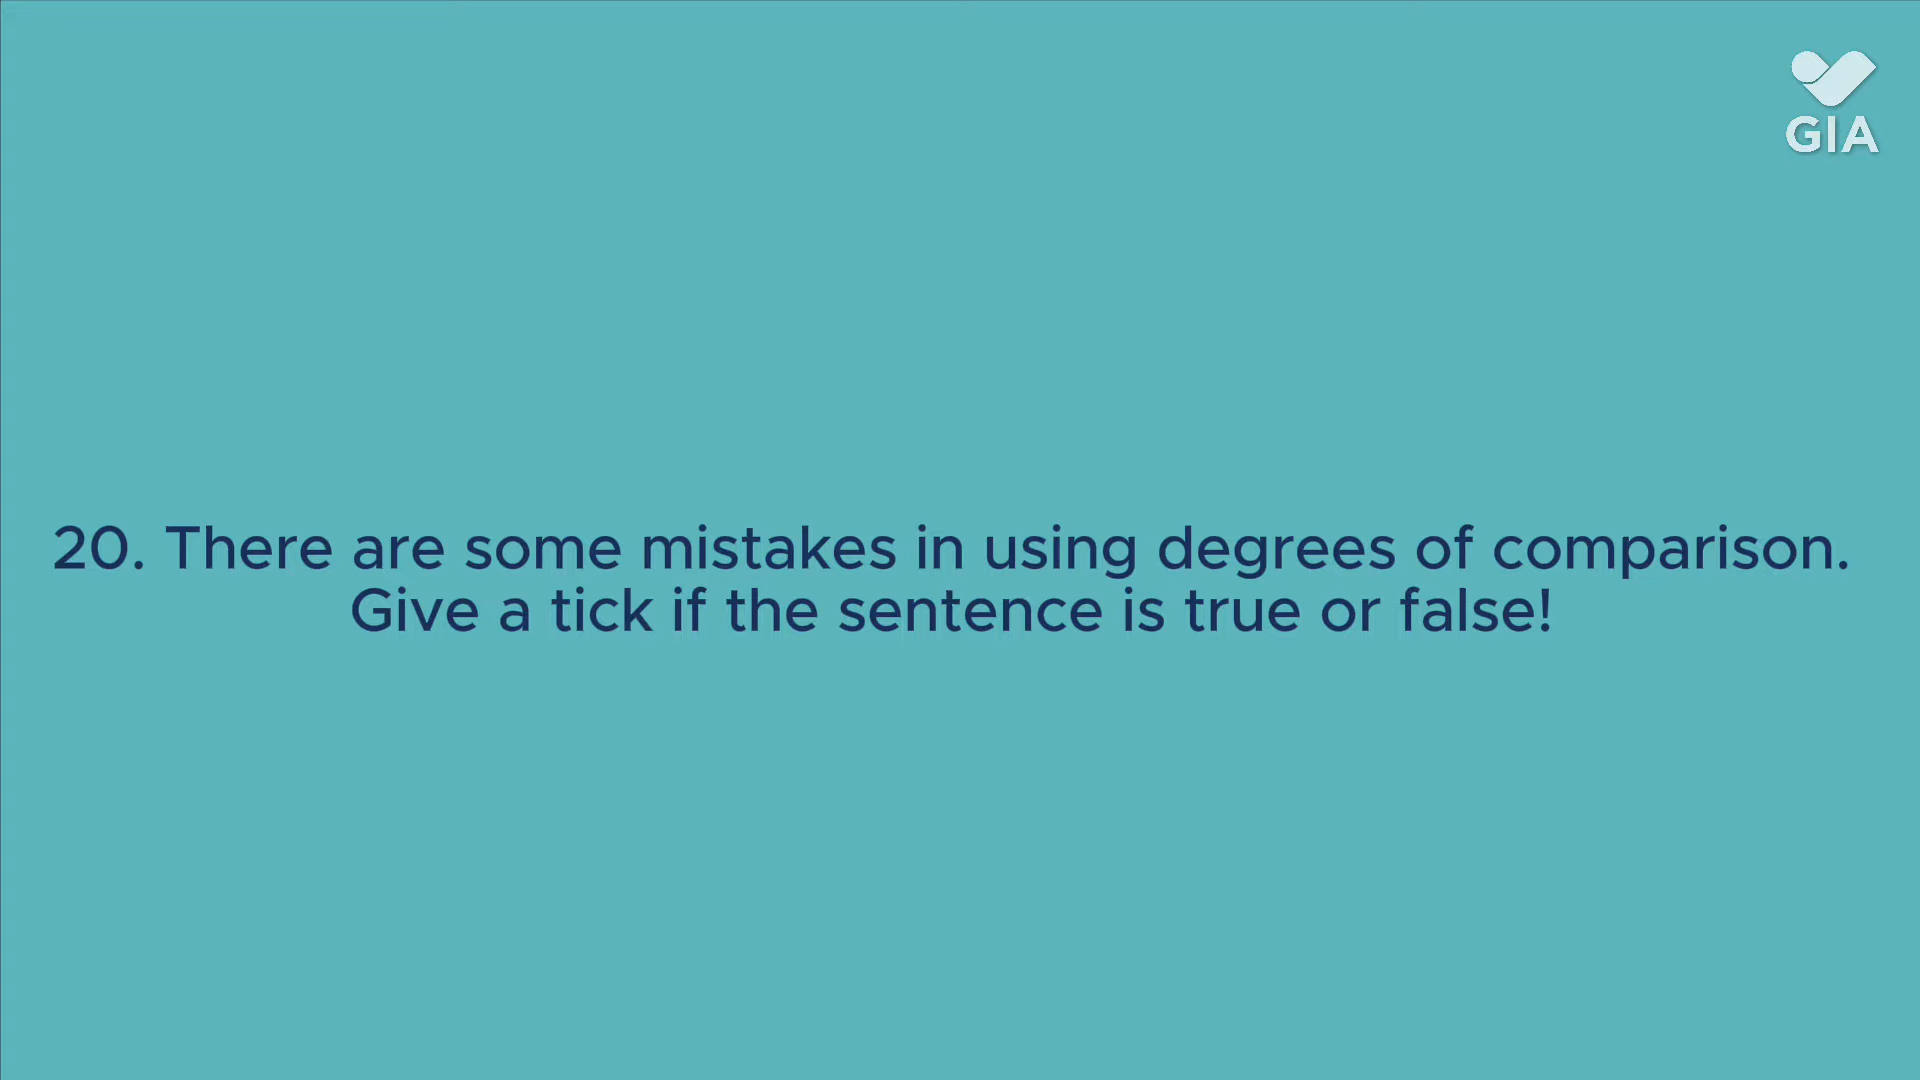 GIA
20. There are some mistakes in using degrees of comparison.
Give a tick if the sentence is true or false!